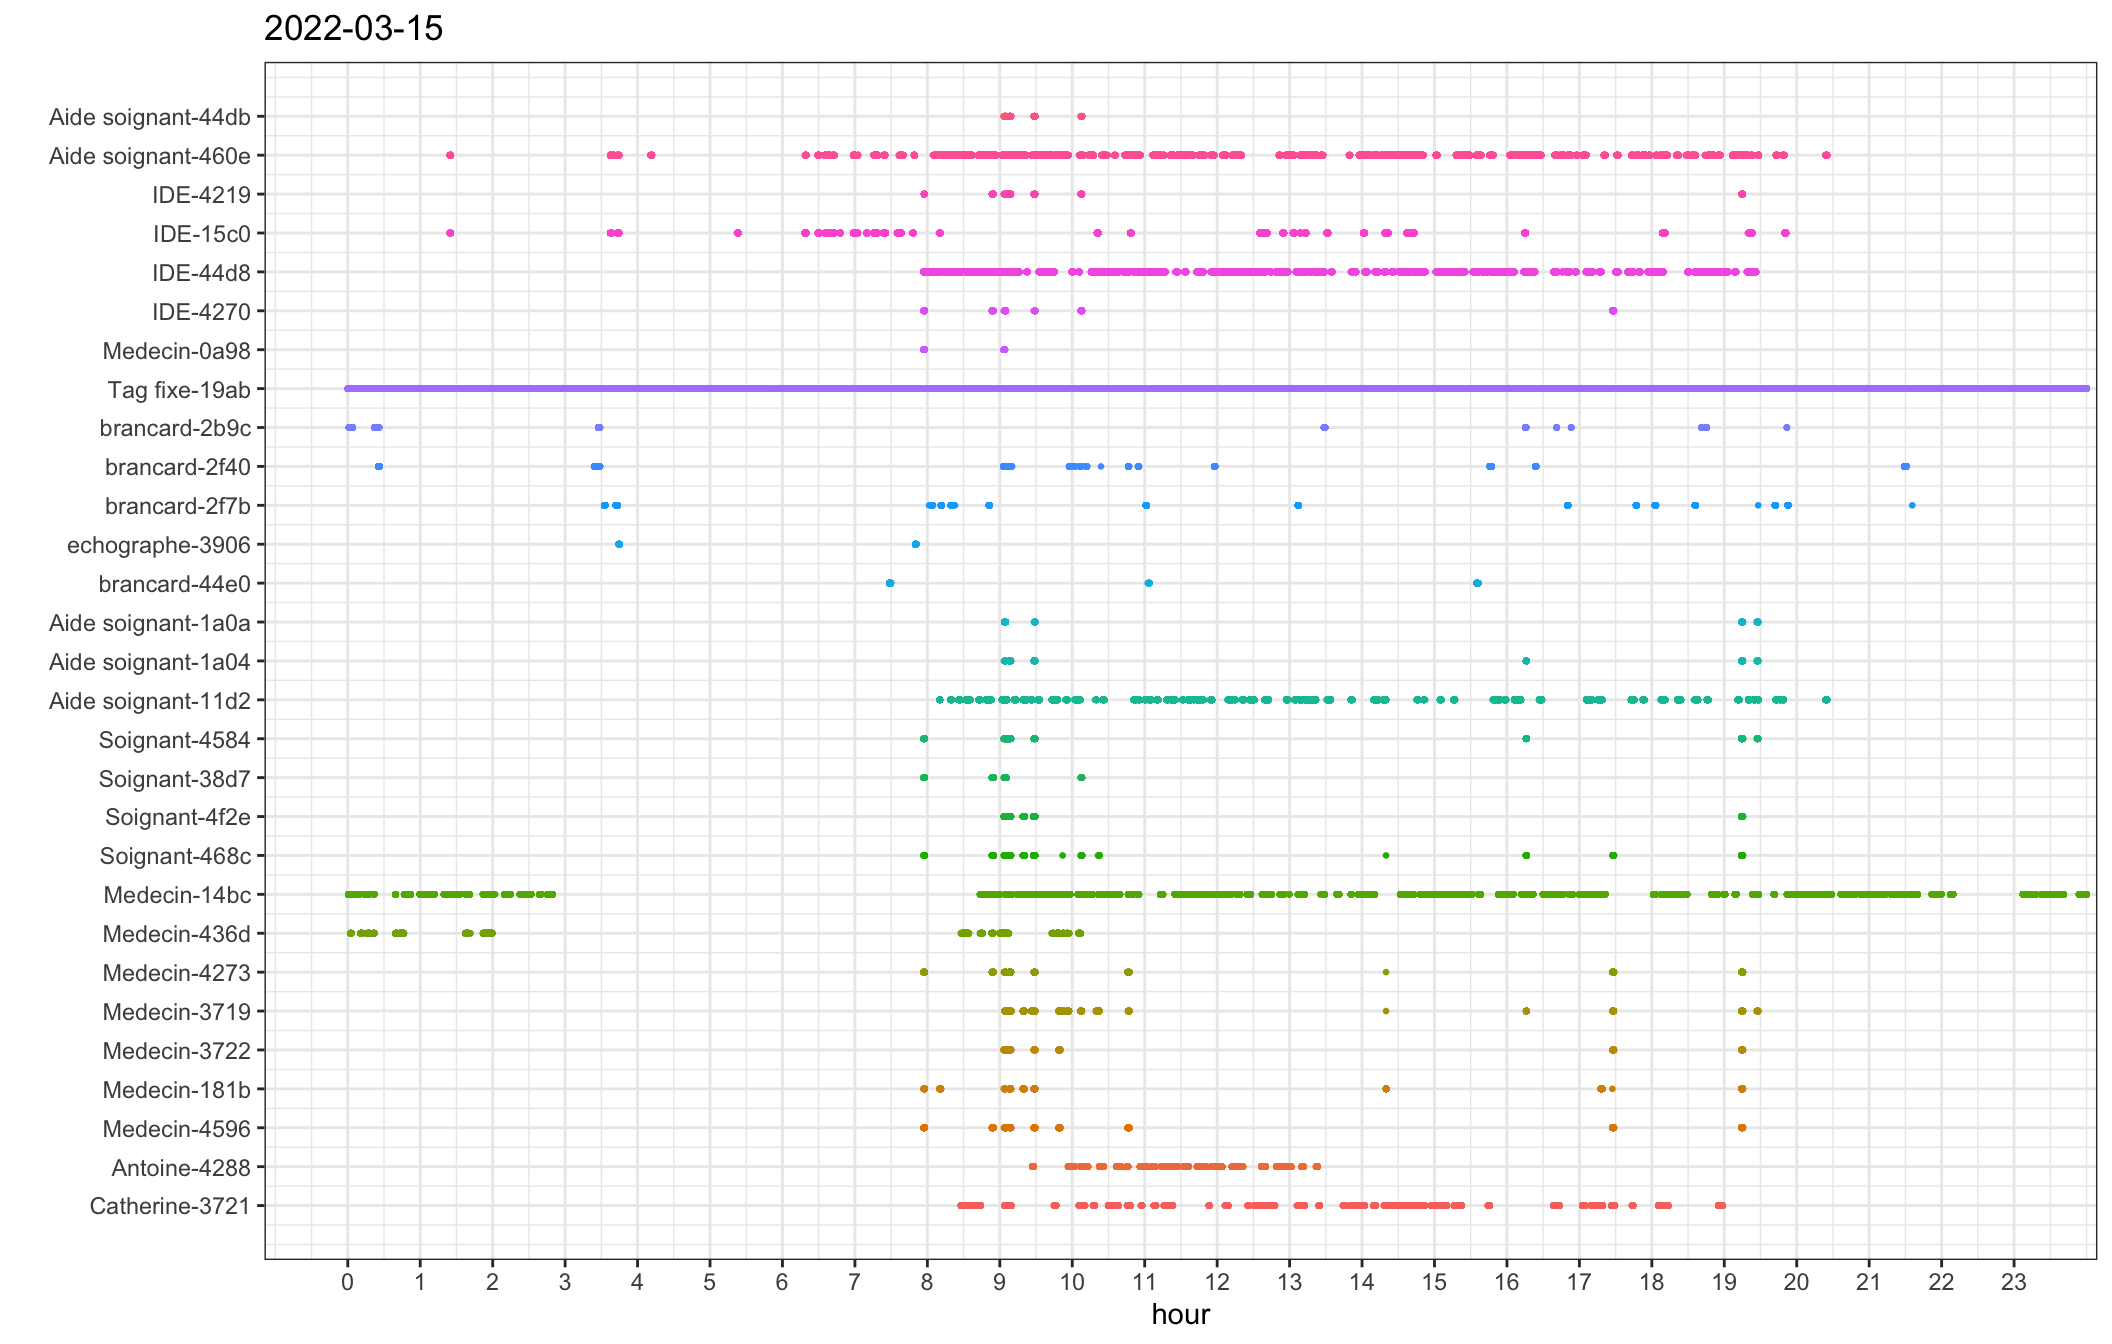 2022-03-15
Aide soignant-44db
Aide soignant-460e
IDE-4219
IDE-15c0
IDE-44d8
IDE-4270
Medecin-0a98
Tag fixe-19ab
brancard-2b9c
brancard-2f40
brancard-2f7b
echographe-3906
brancard-44e0
Aide soignant-1a0a
Aide soignant-1a04
Aide soignant-11d2
Soignant-4584
Soignant-38d7
Soignant-4f2e
Soignant-468c
Medecin-14bc
Medecin-436d
Medecin-4273
Medecin-3719
Medecin-3722
Medecin-181b
Medecin-4596
Antoine-4288
Catherine-3721
0 1 2 3 4 5 6 7 8 9 10 11 12 13 14 15 16 17 18 19 20 21 22 23
hour